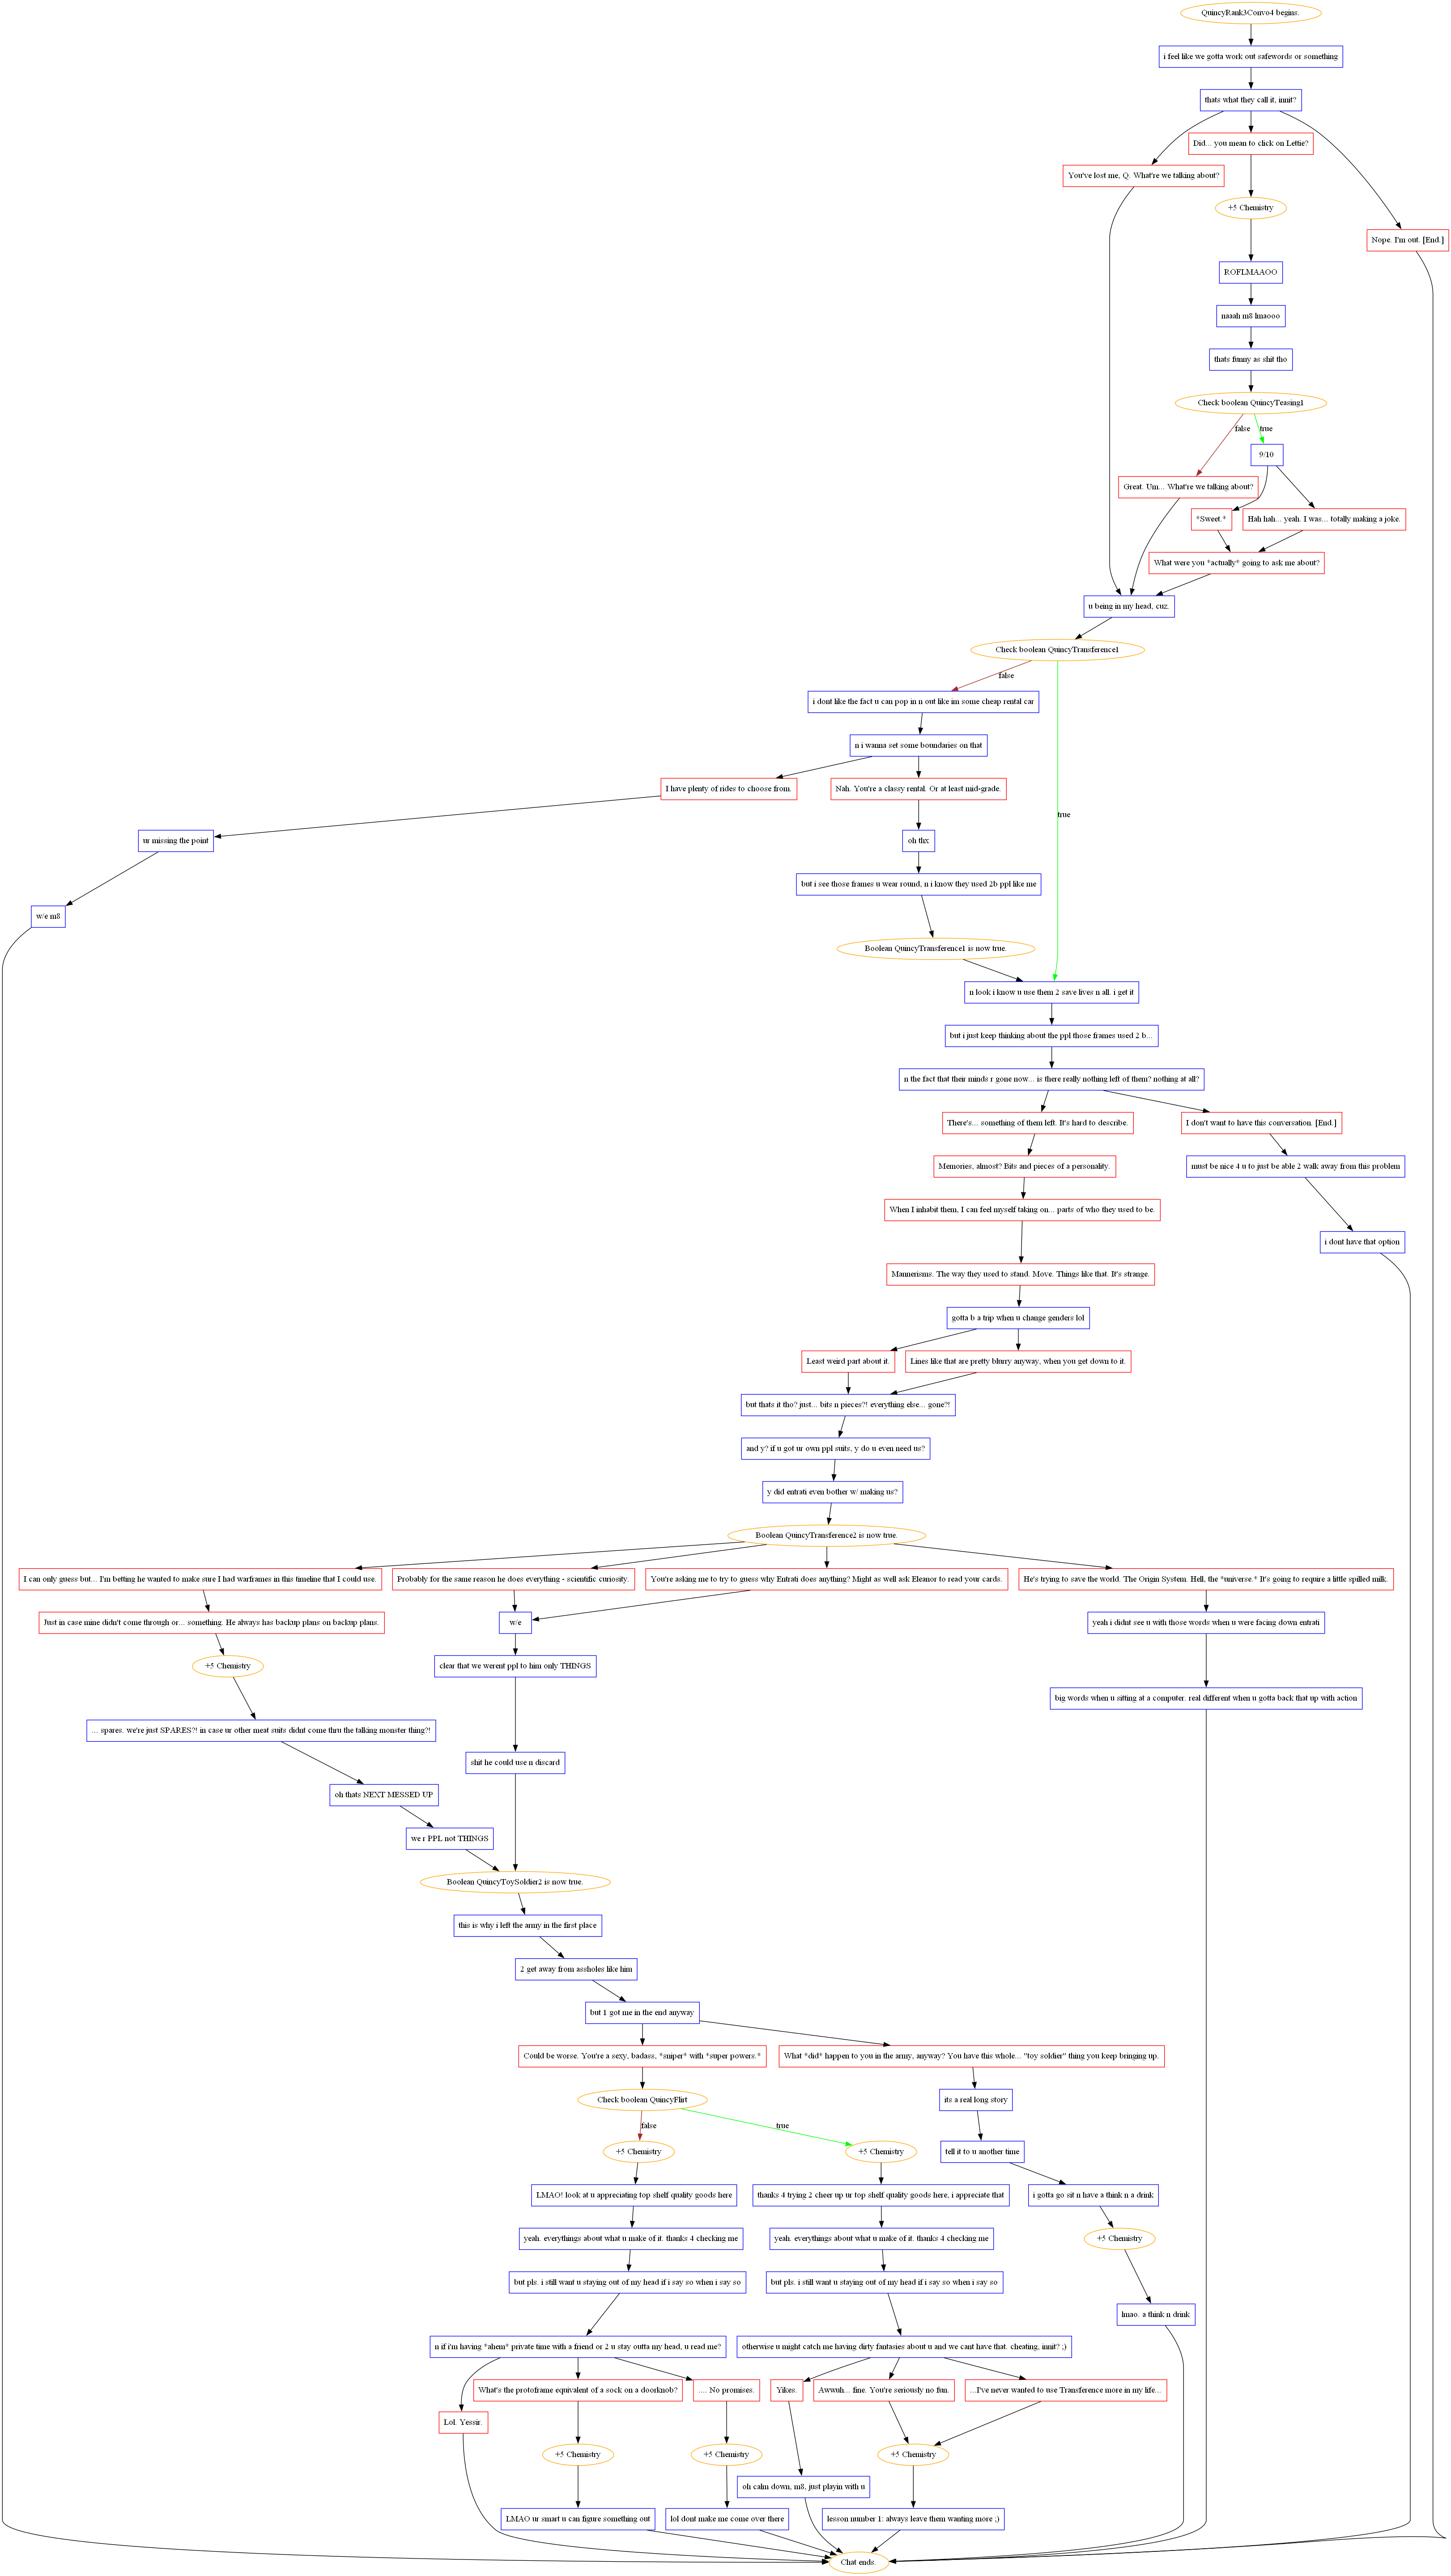 QuincyRank3Convo4 begins.
i feel like we gotta work out safewords or something
thats what they call it, innit?
Did... you mean to click on Lettie?
You've lost me, Q. What're we talking about?
+5 Chemistry
Nope. I'm out. [End.]
ROFLMAAOO
naaah m8 lmaooo
thats funny as shit tho
Check boolean QuincyTeasing1
false
true
9/10
Great. Um... What're we talking about?
*Sweet.*
Hah hah... yeah. I was... totally making a joke.
What were you *actually* going to ask me about?
u being in my head, cuz.
Check boolean QuincyTransference1
false
i dont like the fact u can pop in n out like im some cheap rental car
n i wanna set some boundaries on that
I have plenty of rides to choose from.
Nah. You're a classy rental. Or at least mid-grade.
true
ur missing the point
oh thx
but i see those frames u wear round, n i know they used 2b ppl like me
w/e m8
Boolean QuincyTransference1 is now true.
n look i know u use them 2 save lives n all. i get it
but i just keep thinking about the ppl those frames used 2 b...
n the fact that their minds r gone now... is there really nothing left of them? nothing at all?
There's... something of them left. It's hard to describe.
I don't want to have this conversation. [End.]
Memories, almost? Bits and pieces of a personality.
must be nice 4 u to just be able 2 walk away from this problem
When I inhabit them, I can feel myself taking on... parts of who they used to be.
i dont have that option
Mannerisms. The way they used to stand. Move. Things like that. It's strange.
gotta b a trip when u change genders lol
Least weird part about it.
Lines like that are pretty blurry anyway, when you get down to it.
but thats it tho? just... bits n pieces?! everything else... gone?!
and y? if u got ur own ppl suits, y do u even need us?
y did entrati even bother w/ making us?
Boolean QuincyTransference2 is now true.
I can only guess but... I'm betting he wanted to make sure I had warframes in this timeline that I could use.
Probably for the same reason he does everything - scientific curiosity.
You're asking me to try to guess why Entrati does anything? Might as well ask Eleanor to read your cards.
He's trying to save the world. The Origin System. Hell, the *universe.* It's going to require a little spilled milk.
Just in case mine didn't come through or... something. He always has backup plans on backup plans.
w/e
yeah i didnt see u with those words when u were facing down entrati
+5 Chemistry
clear that we werent ppl to him only THINGS
big words when u sitting at a computer. real different when u gotta back that up with action
... spares. we're just SPARES?! in case ur other meat suits didnt come thru the talking monster thing?!
shit he could use n discard
oh thats NEXT MESSED UP
we r PPL not THINGS
Boolean QuincyToySoldier2 is now true.
this is why i left the army in the first place
2 get away from assholes like him
but 1 got me in the end anyway
Could be worse. You're a sexy, badass, *sniper* with *super powers.*
What *did* happen to you in the army, anyway? You have this whole... "toy soldier" thing you keep bringing up.
Check boolean QuincyFlirt
its a real long story
false
true
+5 Chemistry
+5 Chemistry
tell it to u another time
LMAO! look at u appreciating top shelf quality goods here
thanks 4 trying 2 cheer up ur top shelf quality goods here, i appreciate that
i gotta go sit n have a think n a drink
yeah. everythings about what u make of it. thanks 4 checking me
yeah. everythings about what u make of it. thanks 4 checking me
+5 Chemistry
but pls. i still want u staying out of my head if i say so when i say so
but pls. i still want u staying out of my head if i say so when i say so
lmao. a think n drink
n if i'm having *ahem* private time with a friend or 2 u stay outta my head, u read me?
otherwise u might catch me having dirty fantasies about u and we cant have that. cheating, innit? ;)
What's the protoframe equivalent of a sock on a doorknob?
.... No promises.
Yikes.
Awwuh... fine. You're seriously no fun.
...I've never wanted to use Transference more in my life...
Lol. Yessir.
+5 Chemistry
+5 Chemistry
+5 Chemistry
oh calm down, m8, just playin with u
LMAO ur smart u can figure something out
lol dont make me come over there
lesson number 1: always leave them wanting more ;)
Chat ends.